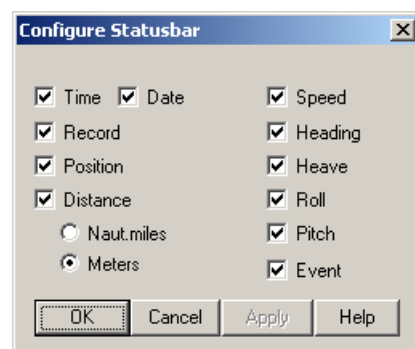 Configure Statusbar
Time Date Speed
Record Heading
Position Heave
Distance Roll
Naut.miles Pitch
Meters Event
OK Cancel Apply Help